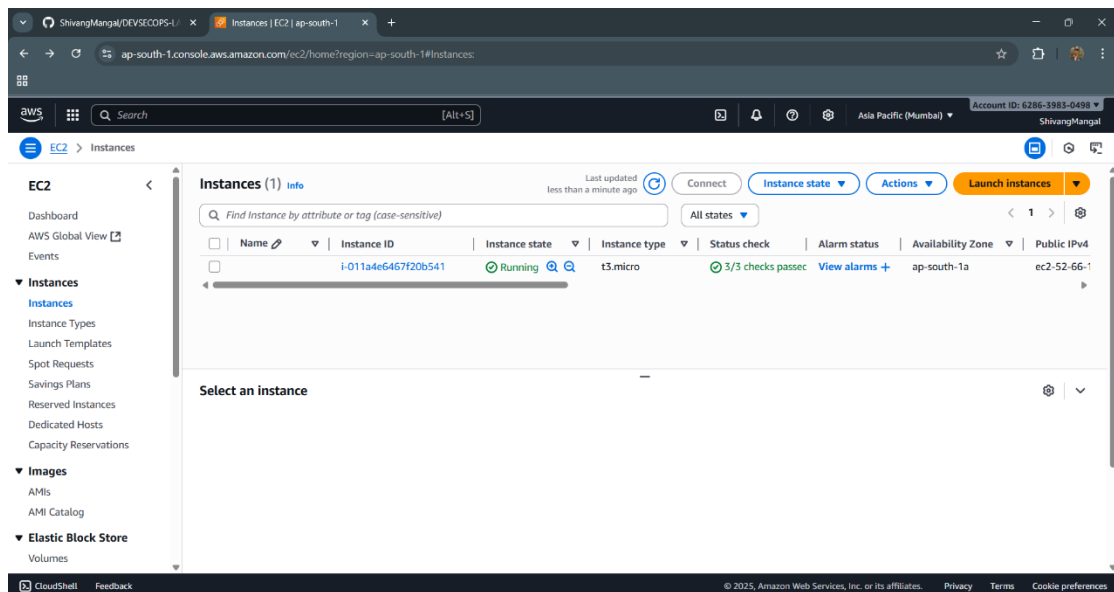 ShivangMangal/DEVSECOPS-L/
Instances | EC2 | ap-south-1
ap-south-1.console.aws.amazon.com/ec2/home?region=ap-south-1#Instances:
aws
Search [Alt+S]
Asia Pacific (Mumbai)
Account ID: 6286-3983-0498
ShivangMangal
EC2 > Instances
EC2
Dashboard
AWS Global View
Events
Instances
Instances
Instance Types
Launch Templates
Spot Requests
Savings Plans
Reserved Instances
Dedicated Hosts
Capacity Reservations
Images
AMIs
AMI Catalog
Elastic Block Store
Volumes
Instances (1) Info
Last updated
less than a minute ago
Connect Instance state Actions Launch instances
Find Instance by attribute or tag (case-sensitive) All states 1
Name Instance ID Instance state Instance type Status check Alarm status Availability Zone Public IPv4
i-011a4e6467f20b541 Running t3.micro 3/3 checks passec View alarms + ap-south-1a ec2-52-66-1
Select an instance
CloudShell Feedback © 2025, Amazon Web Services, Inc. or its affiliates. Privacy Terms Cookie preferences